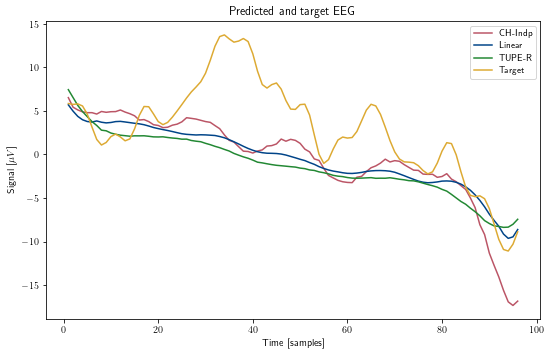 Predicted and target EEG
Signal [μV]
15
10
5
0
−5
−10
−15
CH-Indp
Linear
TUPE-R
Target
0 20 40 60 80 100
Time [samples]